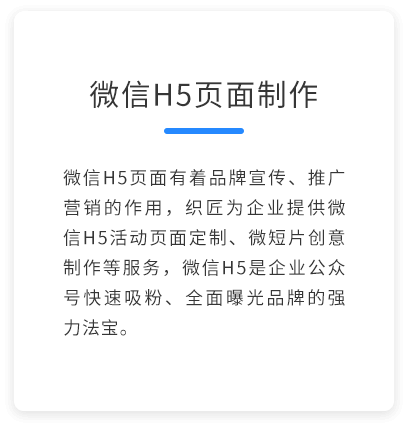 微信H5页面制作
微信H5页面有着品牌宣传、推广
营销的作用，织匠为企业提供微
信H5活动页面定制、微短片创意
制作等服务，微信H5是企业公众
号快速吸粉、全面曝光品牌的强
力法宝。